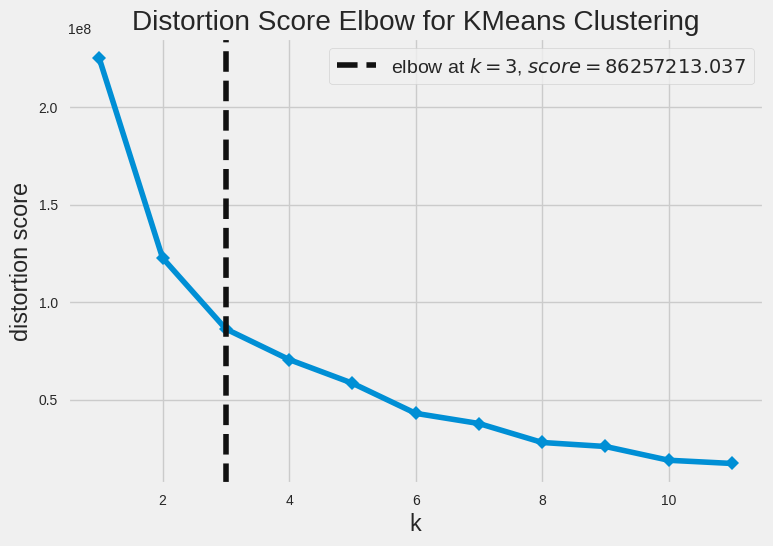 Distortion Score Elbow for KMeans Clustering
1e8
elbow at k = 3, score = 86257213.037
2.0
1.5
1.0
0.5
distortion score
2 4 6 8 10
k